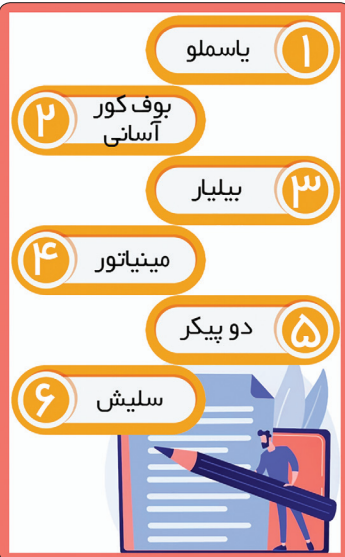 ۱ یاسملو
۲ بوف کور
آسانی
۳ بیلیار
۴ مینیاتور
۵ دو پیکر
۶ سلیش